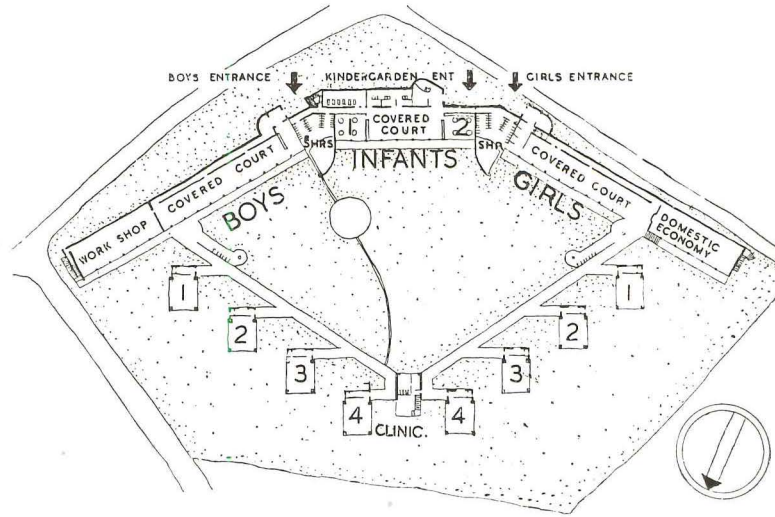 BOYS ENTRANCE
KINDERGARDEN ENT
GIRLS ENTRANCE
COVERED
COURT
2
SHRS
SHR
INFANTS
COVERED COURT
COVERED COURT
BOYS
GIRLS
WORK SHOP
DOMESTIC
ECONOMY
1
1
2
2
3
3
4
4
CLINIC.